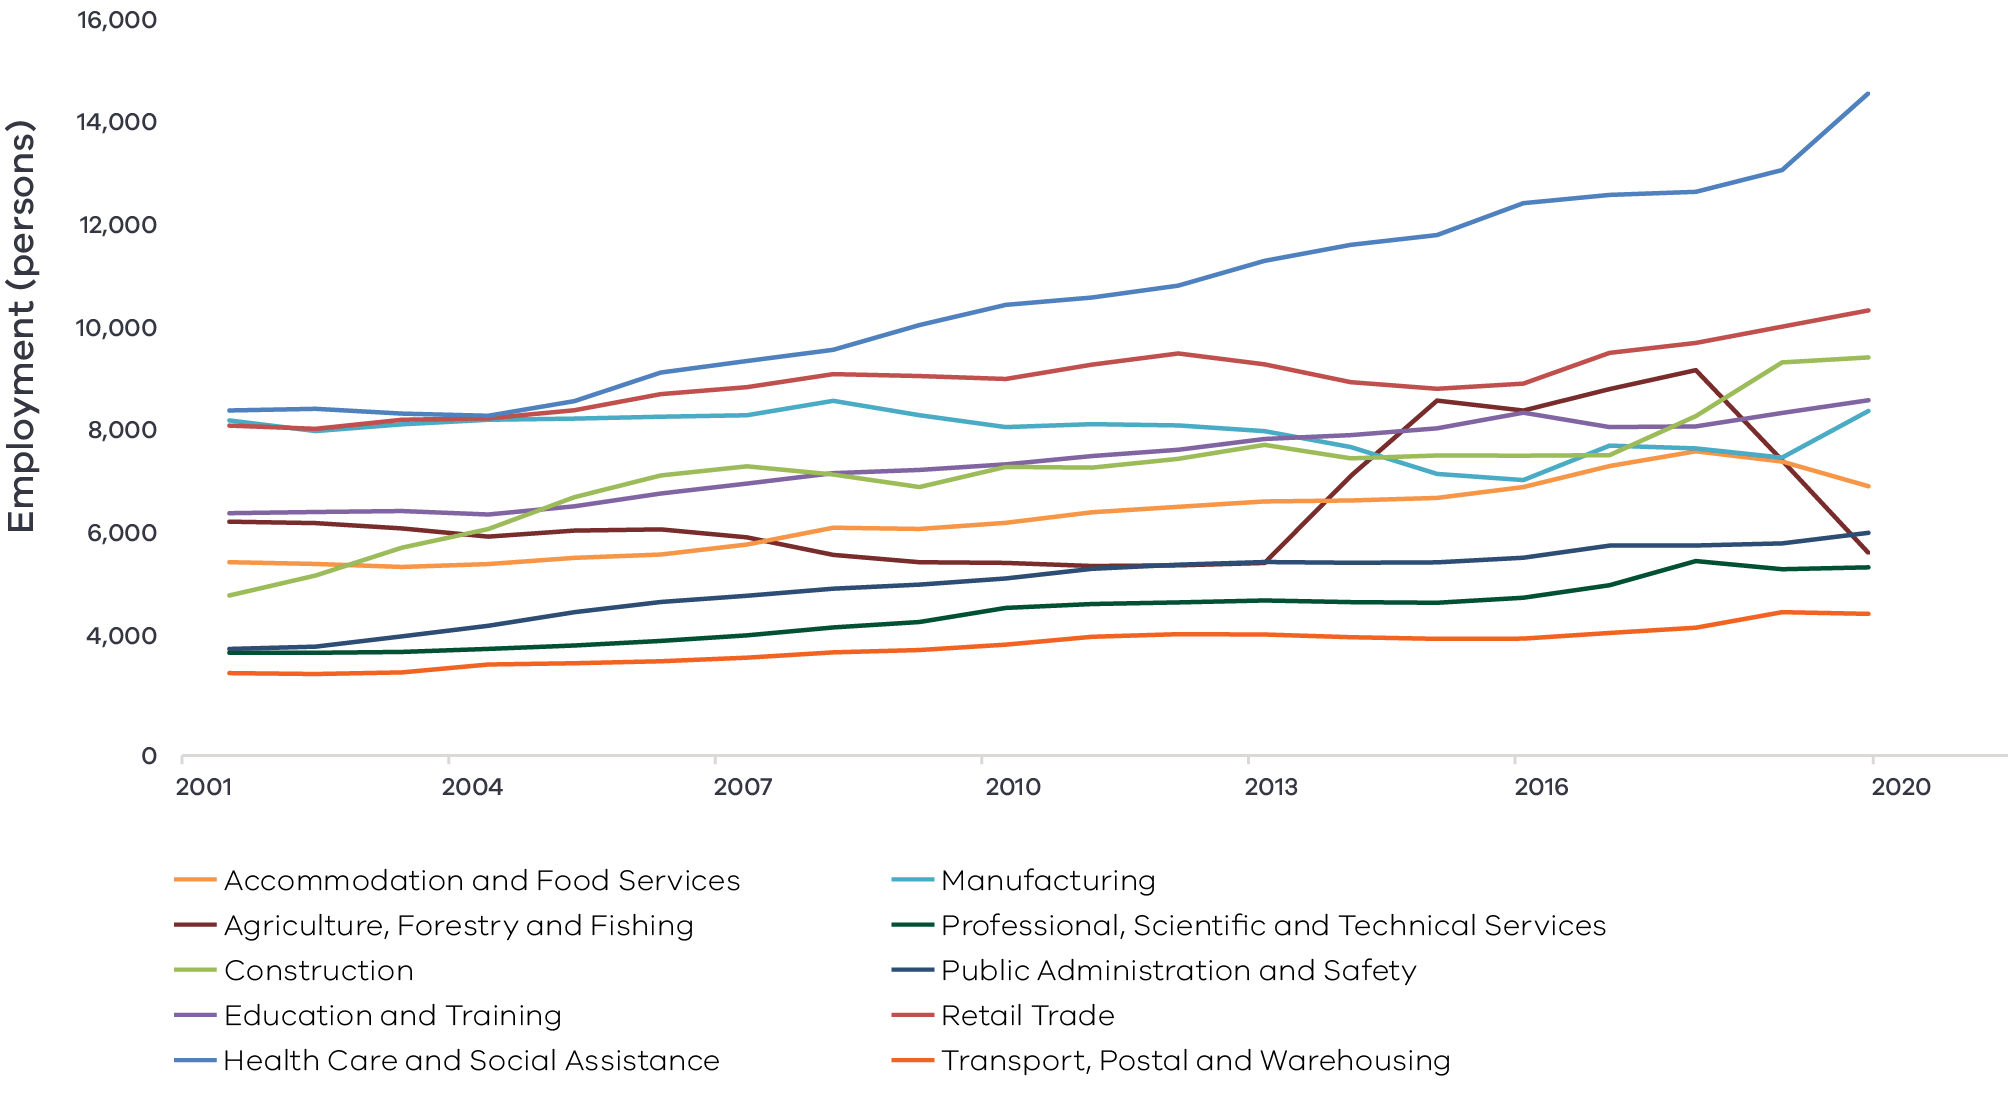 16,000
14,000
12,000
10,000
8,000
6,000
4,000
0
Employment (persons)
2001 2004 2007 2010 2013 2016 2020
Accommodation and Food Services
Agriculture, Forestry and Fishing
Construction
Education and Training
Health Care and Social Assistance
Manufacturing
Professional, Scientific and Technical Services
Public Administration and Safety
Retail Trade
Transport, Postal and Warehousing